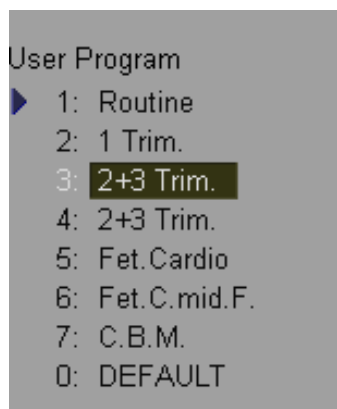 User Program
1: Routine
2: 1 Trim.
3: 2+3 Trim.
4: 2+3 Trim.
5: Fet.Cardio
6: Fet.C.mid.F.
7: C.B.M.
0: DEFAULT